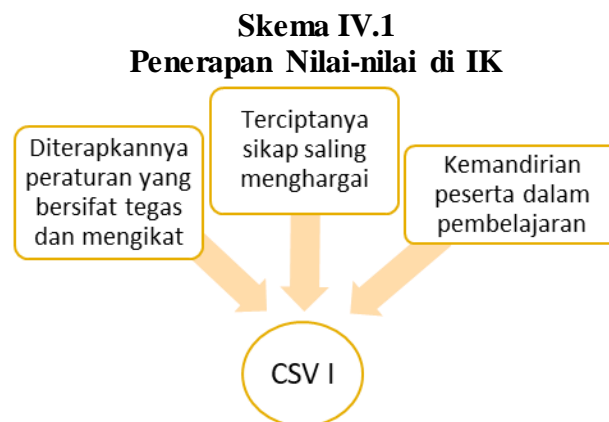 Skema IV.1
Penerapan Nilai-nilai di IK
Diterapkannya
peraturan yang
bersifat tegas
dan mengikat
Terciptanya
sikap saling
menghargai
Kemandirian
peserta dalam
pembelajaran
CSV I